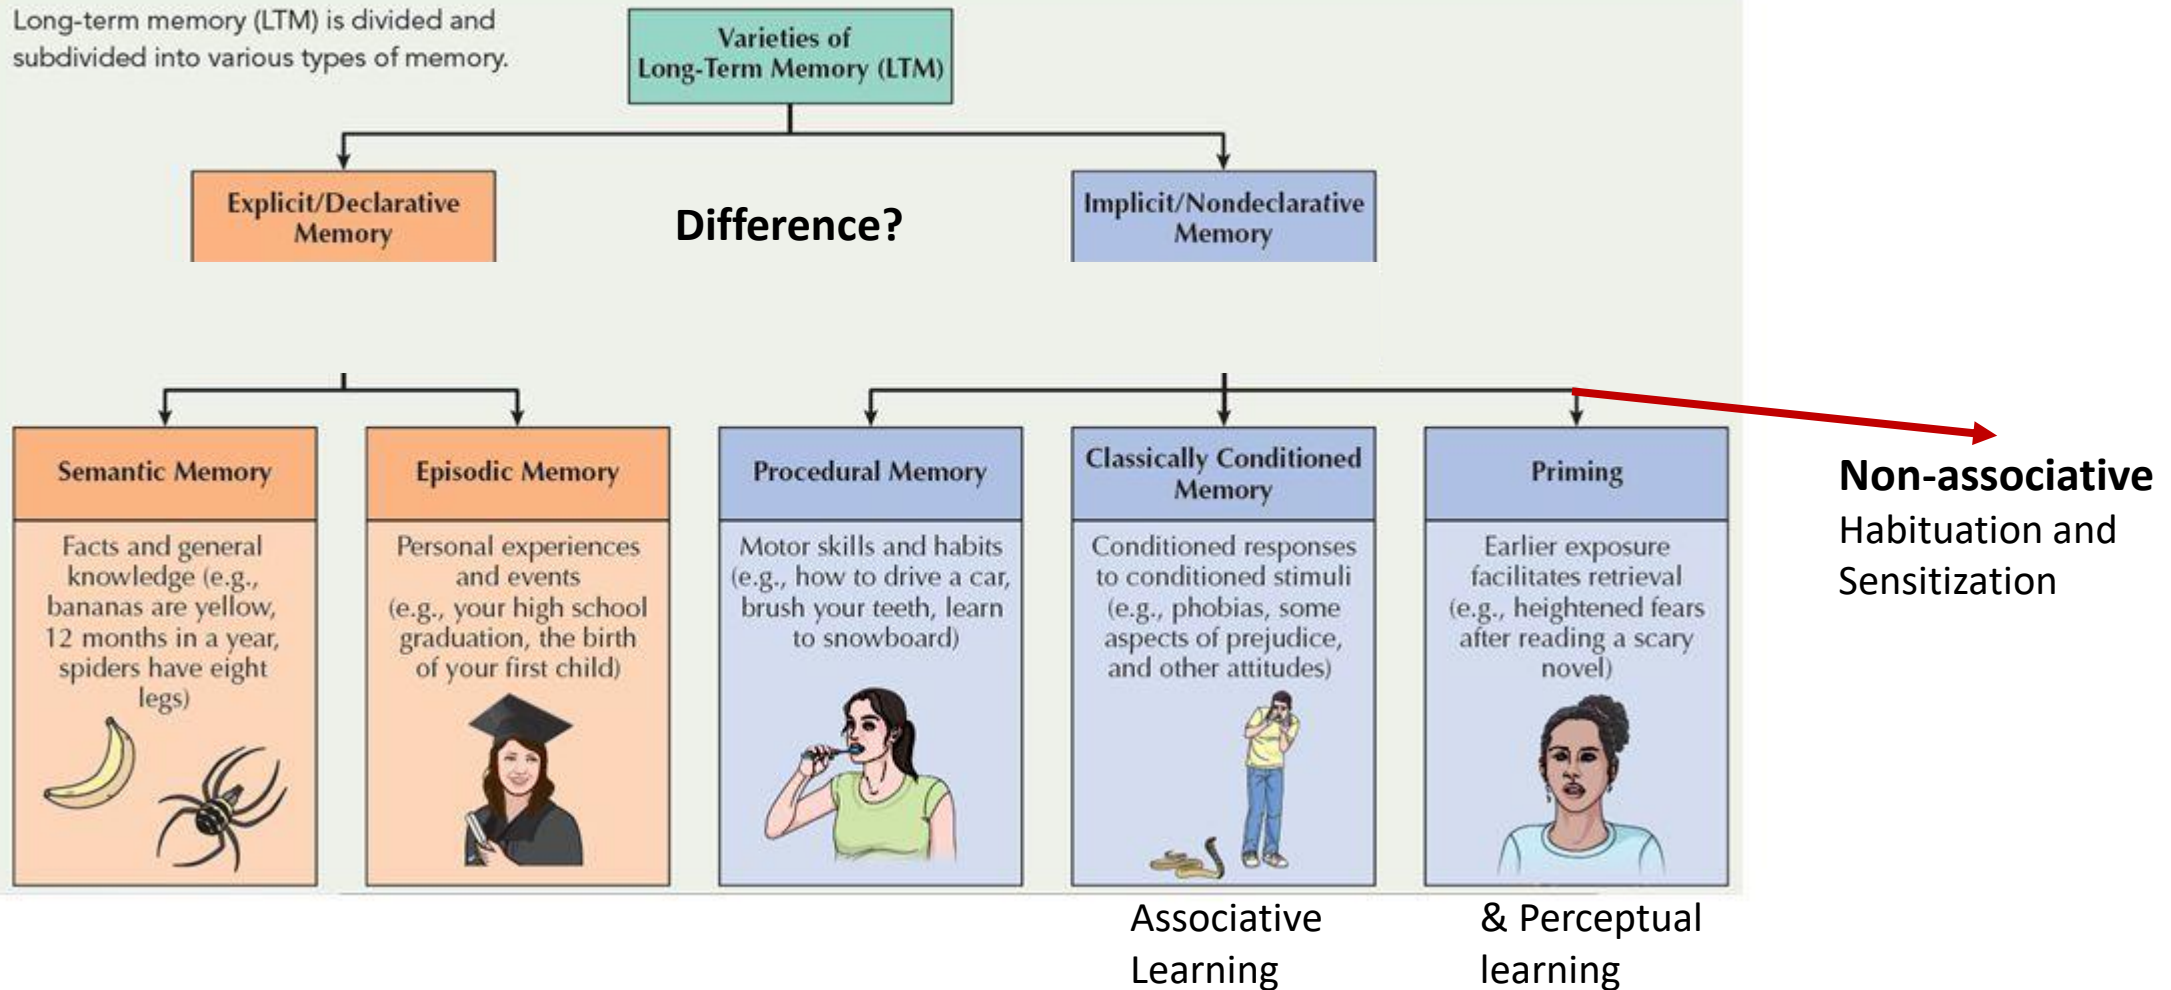 Long-term memory (LTM) is divided and
subdivided into various types of memory.
Varieties of
Long-Term Memory (LTM)
Explicit/Declarative
Memory
Difference?
Implicit/Nondeclarative
Memory
Semantic Memory
Facts and general
knowledge (e.g.,
bananas are yellow,
12 months in a year,
spiders have eight
legs)
Episodic Memory
Personal experiences
and events
(e.g., your high school
graduation, the birth
of your first child)
Procedural Memory
Motor skills and habits
(e.g., how to drive a car,
brush your teeth, learn
to snowboard)
Classically Conditioned
Memory
Conditioned responses
to conditioned stimuli
(e.g., phobias, some
aspects of prejudice,
and other attitudes)
Priming
Earlier exposure
facilitates retrieval
(e.g., heightened fears
after reading a scary
novel)
Non-associative
Habituation and
Sensitization
Associative
Learning
& Perceptual
learning